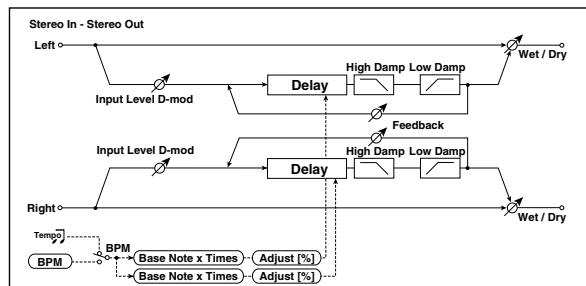 Stereo In - Stereo Out
Left
Wet / Dry
High Damp Low Damp
Delay
Input Level D-mod
Feedback
Input Level D-mod
High Damp Low Damp
Delay
Right
Wet / Dry
Tempo
BPM
BPM
Base Note x Times Adjust [%]
Base Note x Times Adjust [%]